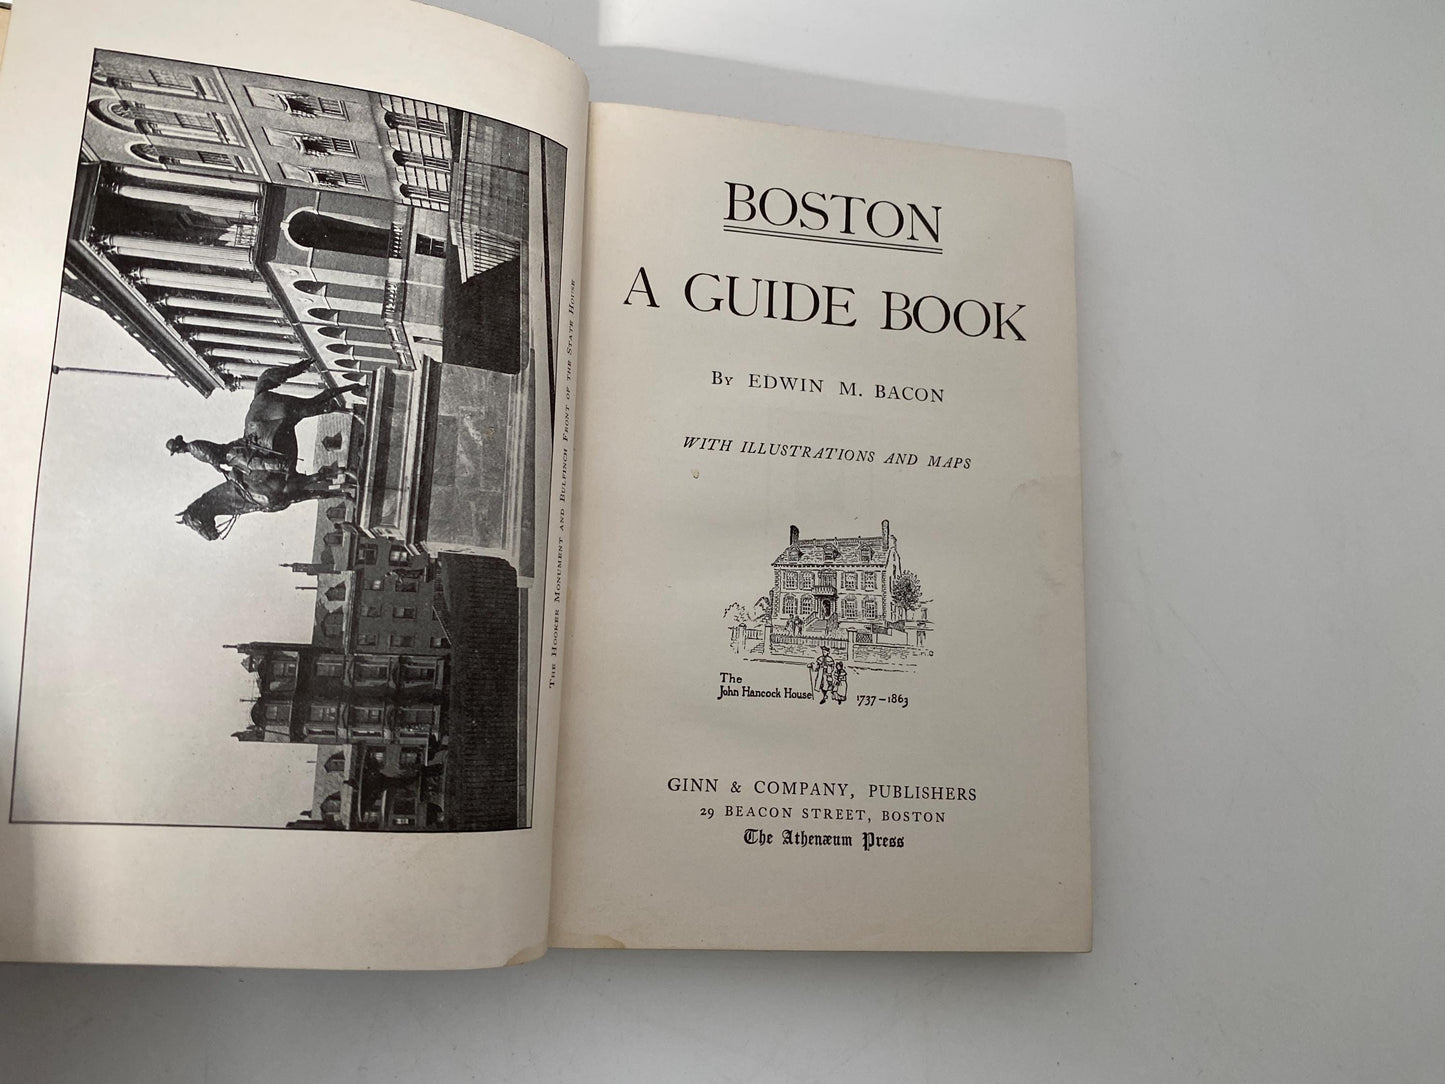 THE HOOKER MONUMENT AND BULFINCH FRONT OF THE STATE HOUSE
BOSTON
A GUIDE BOOK
BY EDWIN M. BACON
WITH ILLUSTRATIONS AND MAPS
The
John Hancock House 1737-1863
GINN & COMPANY, PUBLISHERS
29 BEACON STREET, BOSTON
The Athenæum Press